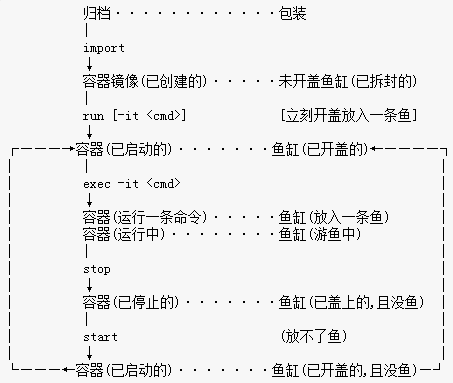 归档············包装
import
容器镜像(已创建的)······未开盖鱼缸(已拆封的)
run [-it <cmd>] [立刻开盖放入一条鱼]
容器(已启动的)········鱼缸(已开盖的)
exec -it <cmd>
容器(运行一条命令)······鱼缸(放入一条鱼)
容器(运行中)·········鱼缸(游鱼中)
stop
容器(已停止的)········鱼缸(已盖上的,且没鱼)
start (放不了鱼)
容器(已启动的)········鱼缸(已开盖的,且没鱼)